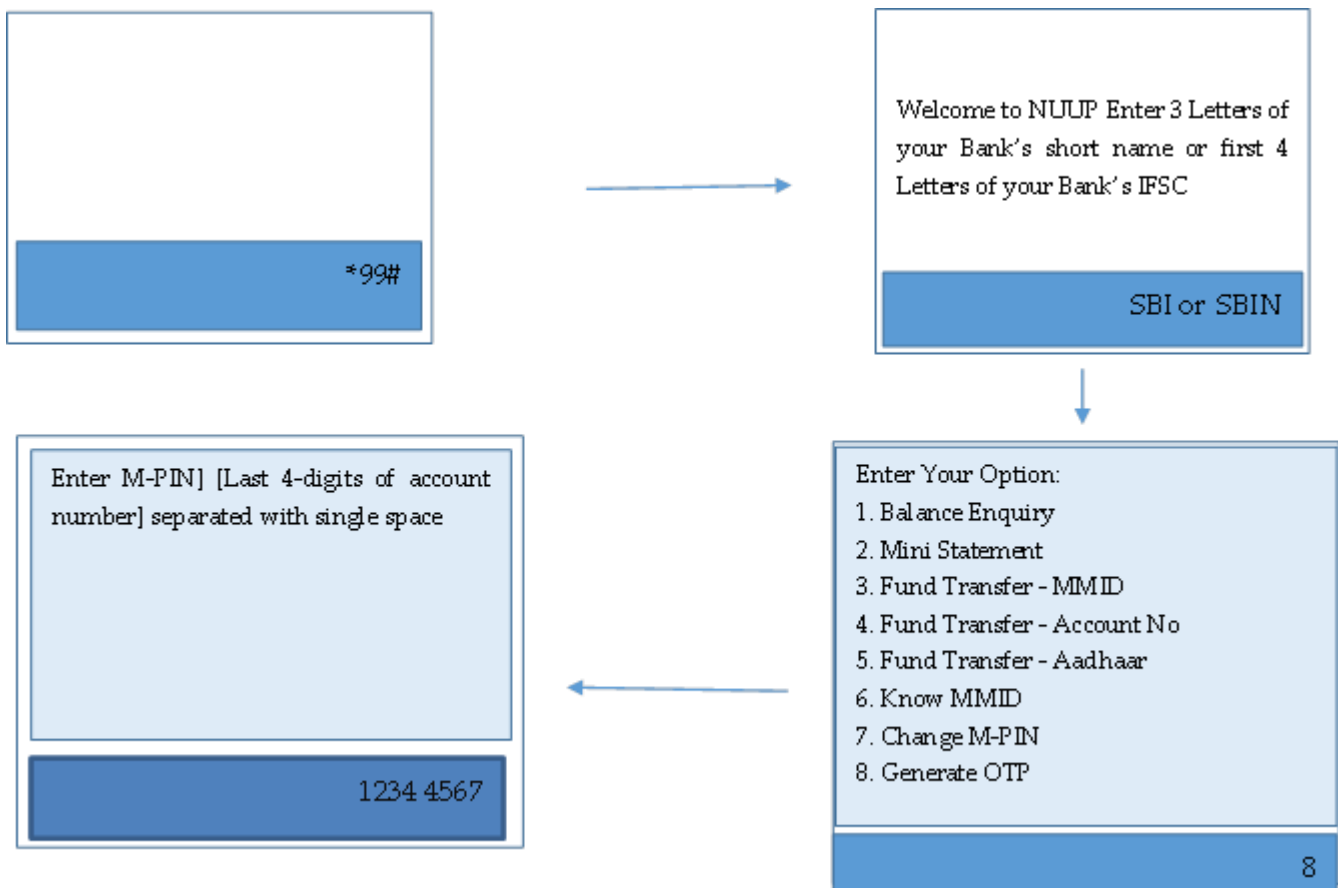 *99#
Welcome to NUUP Enter 3 Letters of
your Bank's short name or first 4
Letters of your Bank's IFSC
SBI or SBIN
Enter Your Option:
1. Balance Enquiry
2. Mini Statement
3. Fund Transfer - MMID
4. Fund Transfer - Account No
5. Fund Transfer - Aadhaar
6. Know MMID
7. Change M-PIN
8. Generate OTP
8
Enter M-PIN] [Last 4-digits of account
number] separated with single space
1234 4567